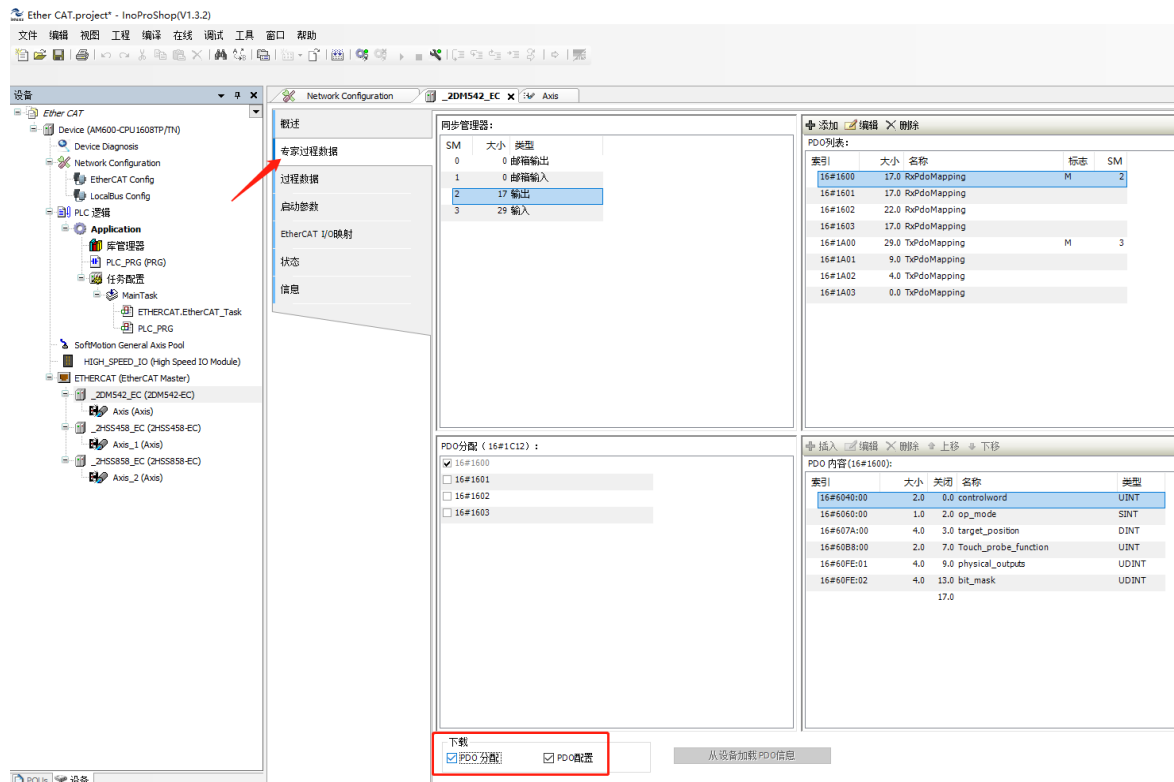 Ether CAT.project* - InoProShop(V1.3.2)
文件 编辑 视图 工程 编译 在线 调试 工具 窗口 帮助
设备
Network Configuration
_2DM542_EC
Axis
Ether CAT
Device (AM600-CPU1608TP/TN)
Device Diagnosis
Network Configuration
EtherCAT Config
LocalBus Config
PLC 逻辑
Application
库管理器
PLC_PRG (PRG)
任务配置
MainTask
ETHERCAT.EtherCAT_Task
PLC_PRG
SoftMotion General Axis Pool
HIGH_SPEED_IO (High Speed IO Module)
ETHERCAT (EtherCAT Master)
_2DM542_EC (2DM542-EC)
Axis (Axis)
_2HSS458_EC (2HSS458-EC)
Axis_1 (Axis)
_2HSS858_EC (2HSS858-EC)
Axis_2 (Axis)
POUs 设备
概述
专家过程数据
过程数据
启动参数
EtherCAT I/O映射
状态
信息
同步管理器:
SM 大小 类型
0 0 邮箱输出
1 0 邮箱输入
2 17 输出
3 29 输入
添加 编辑 删除
PDO列表:
索引 大小 名称 标志 SM
16#1600 17.0 RxPdoMapping M 2
16#1601 17.0 RxPdoMapping
16#1602 22.0 RxPdoMapping
16#1603 17.0 RxPdoMapping
16#1A00 29.0 TxPdoMapping M 3
16#1A01 9.0 TxPdoMapping
16#1A02 4.0 TxPdoMapping
16#1A03 0.0 TxPdoMapping
PDO分配 (16#1C12) :
16#1600
16#1601
16#1602
16#1603
插入 编辑 删除 上移 下移
PDO 内容(16#1600):
索引 大小 关闭 名称 类型
16#6040:00 2.0 0.0 controlword UINT
16#6060:00 1.0 2.0 op_mode SINT
16#607A:00 4.0 3.0 target_position DINT
16#60B8:00 2.0 7.0 Touch_probe_function UINT
16#60FE:01 4.0 9.0 physical_outputs UDINT
16#60FE:02 4.0 13.0 bit_mask UDINT
17.0
下载
PDO 分配 PDO配置
从设备加载PDO信息